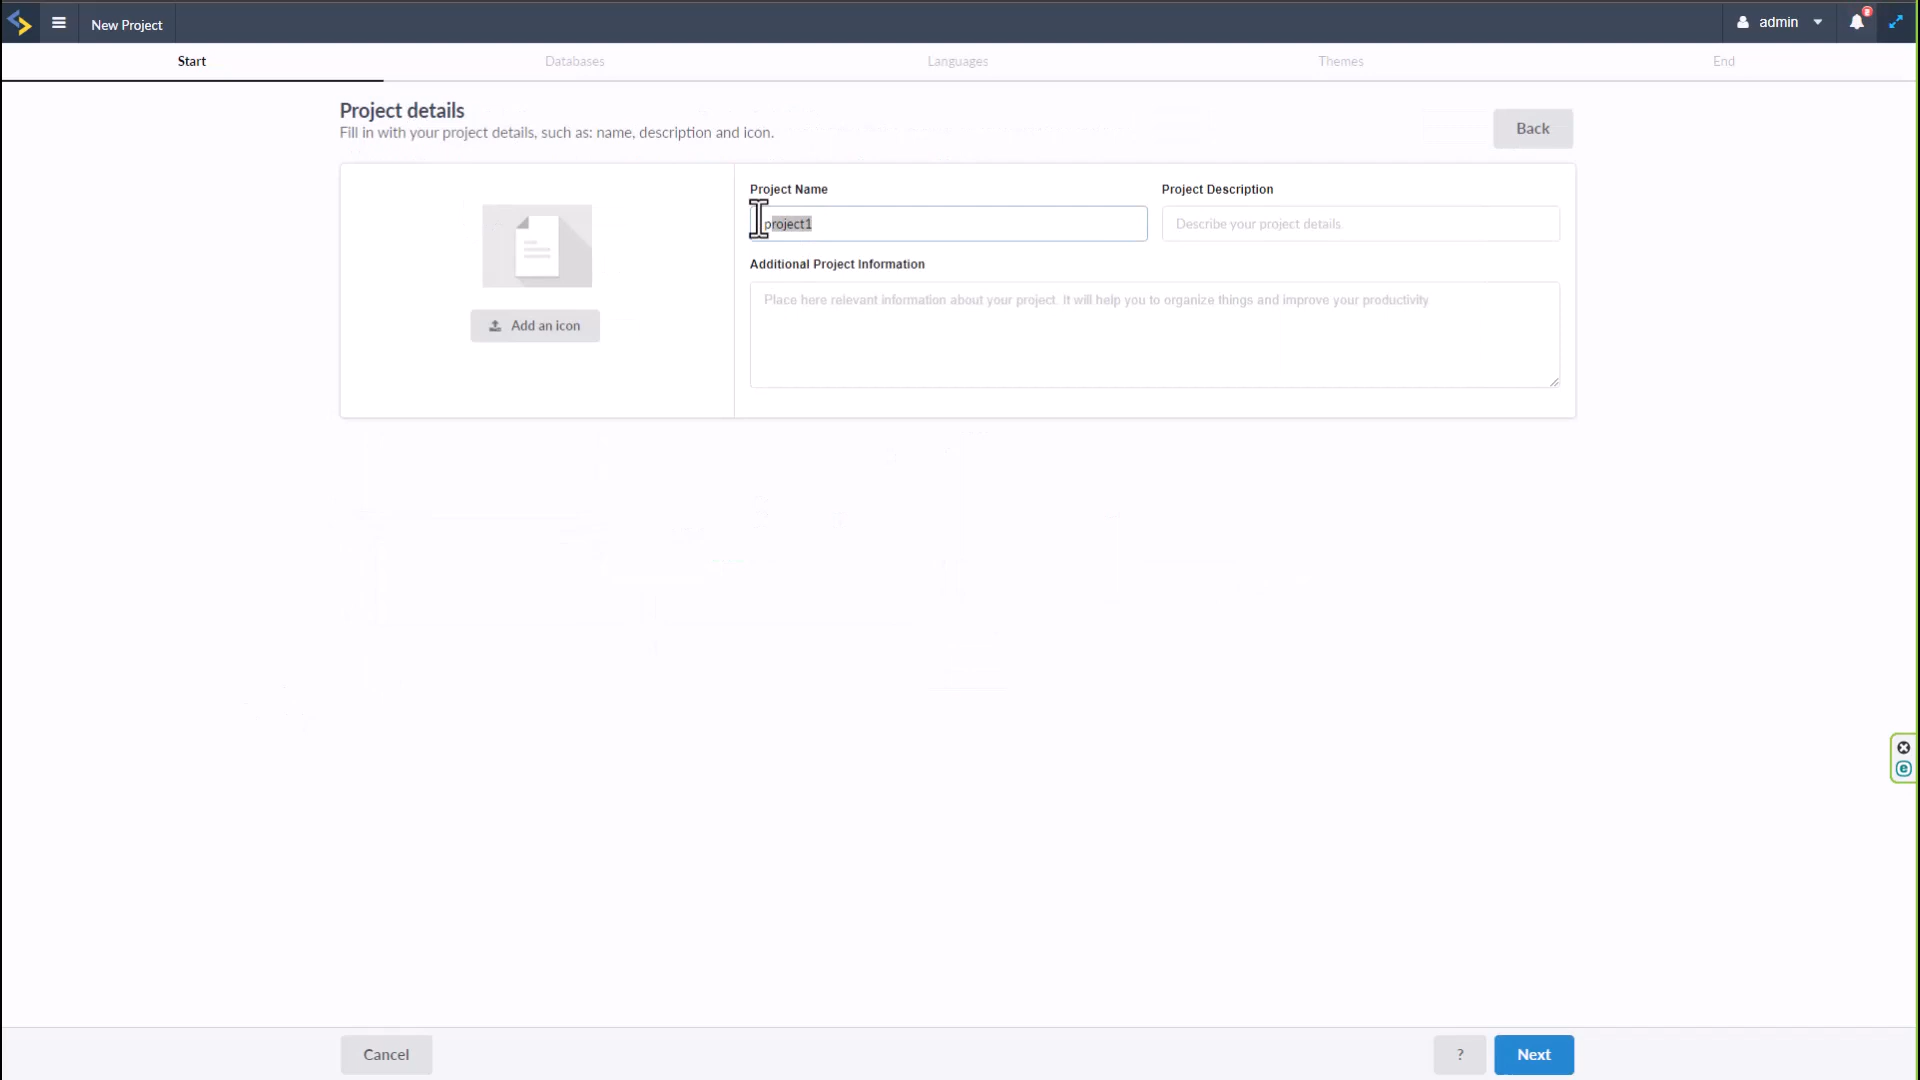 New Project
admin
Start
Databases
Languages
Themes
End
Project details
Fill in with your project details, such as: name, description and icon.
Back
Project Name
Project Description
project1
Describe your project details
Additional Project Information
Place here relevant information about your project. It will help you to organize things and improve your productivity
Add an icon
Cancel
?
Next